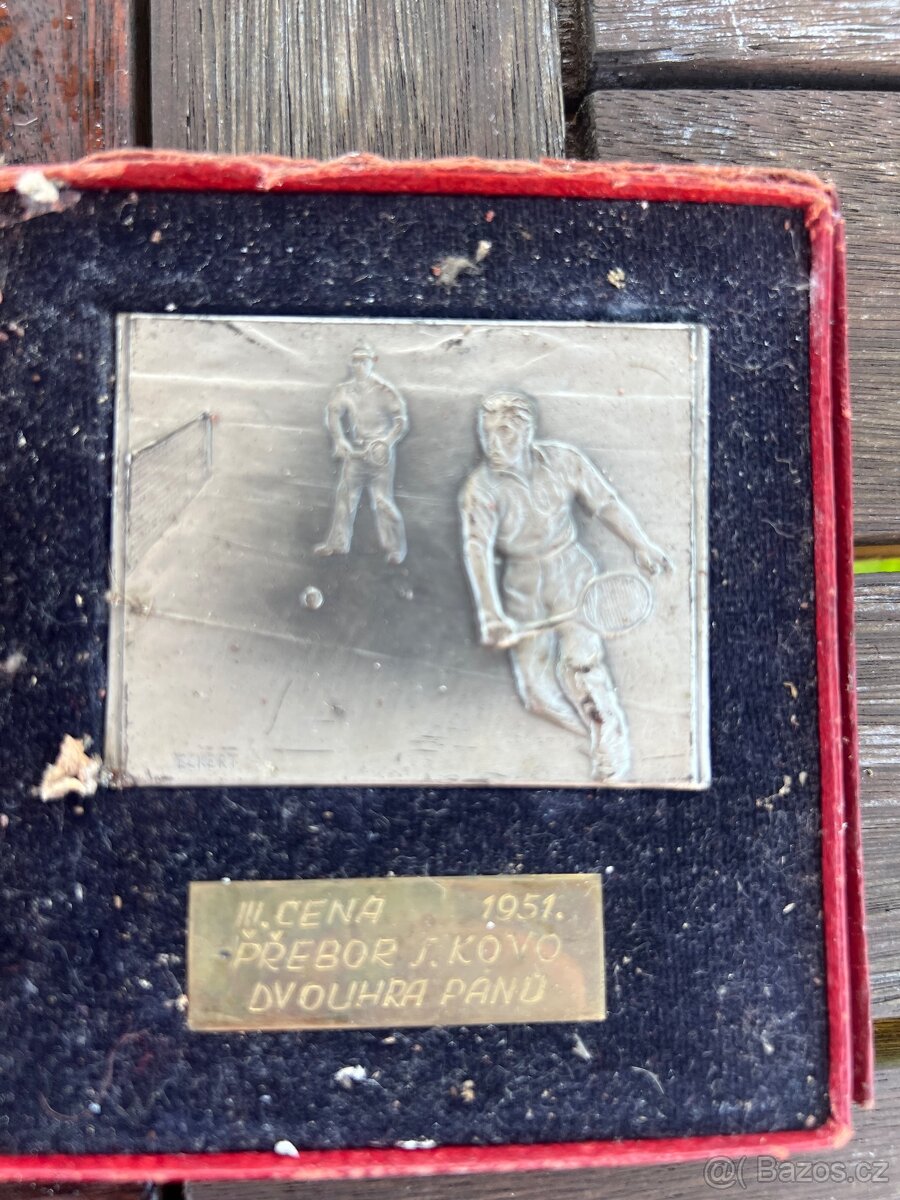 ECKERT
III. CENA 1951.
PŘEBOR J. KOVO
DVOUHRA PÁNŮ
@( Bazos.cz